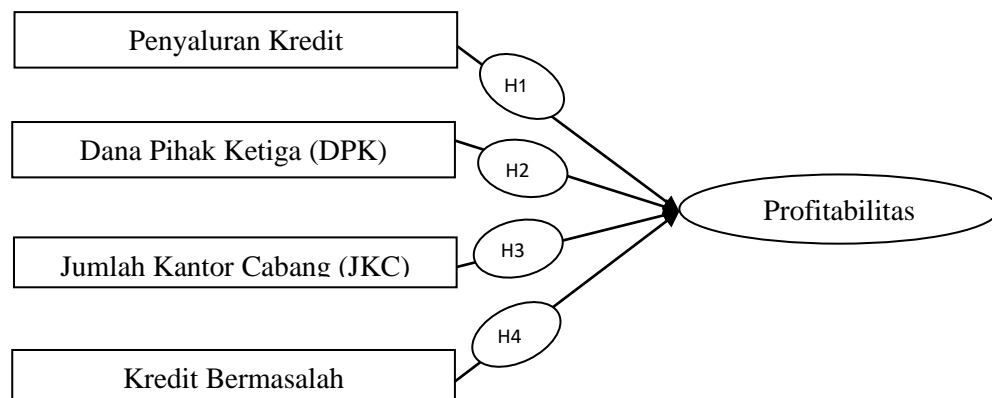 Penyaluran Kredit
H1
Dana Pihak Ketiga (DPK)
H2
Profitabilitas
Jumlah Kantor Cabang (JKC)
H3
H4
Kredit Bermasalah